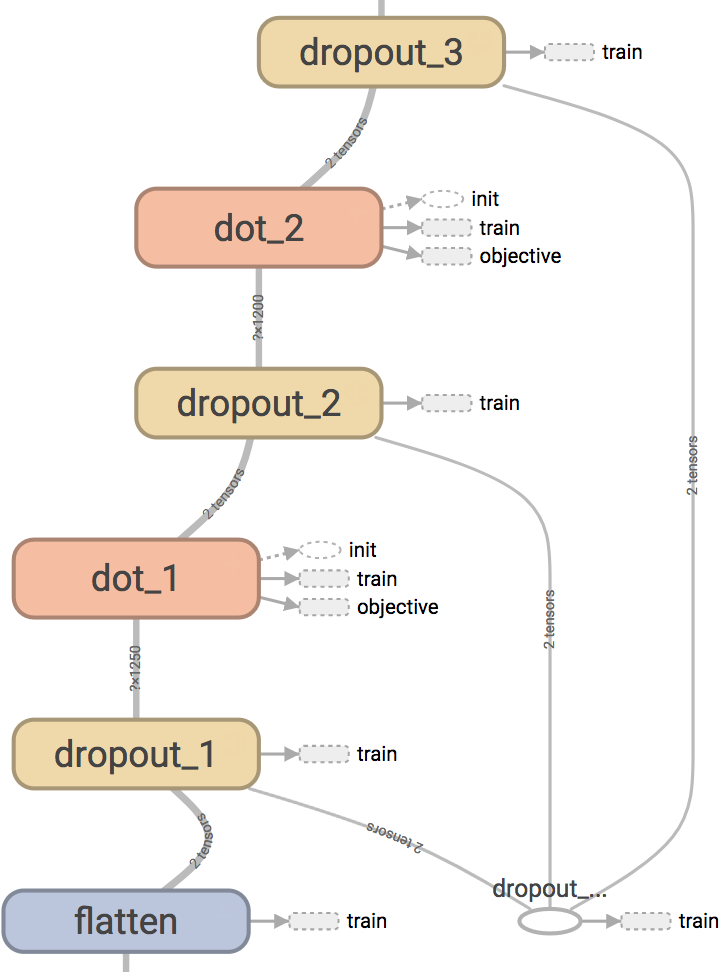 dropout_3
train
2 tensors
init
dot_2
train
objective
?×1200
dropout_2
train
2 tensors
2 tensors
init
dot_1
train
objective
2 tensors
?×1250
dropout_1
train
2 tensors
2 tensors
dropout_...
flatten
train
train